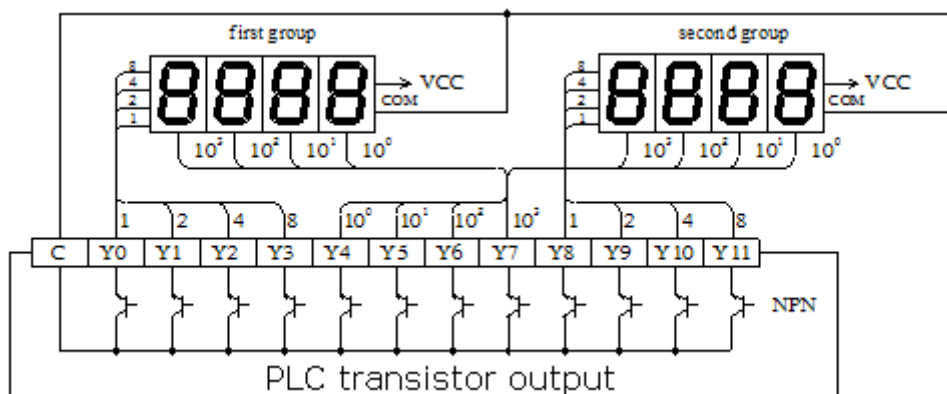 first group
second group
8 4 2 1
8888
VCC
COM
8 4 2 1
8888
VCC
COM
10³ 10² 10¹ 10⁰
10³ 10² 10¹ 10⁰
1 2 4 8 10⁰ 10¹ 10² 10³ 1 2 4 8
C Y0 Y1 Y2 Y3 Y4 Y5 Y6 Y7 Y8 Y9 Y10 Y11
NPN
PLC transistor output